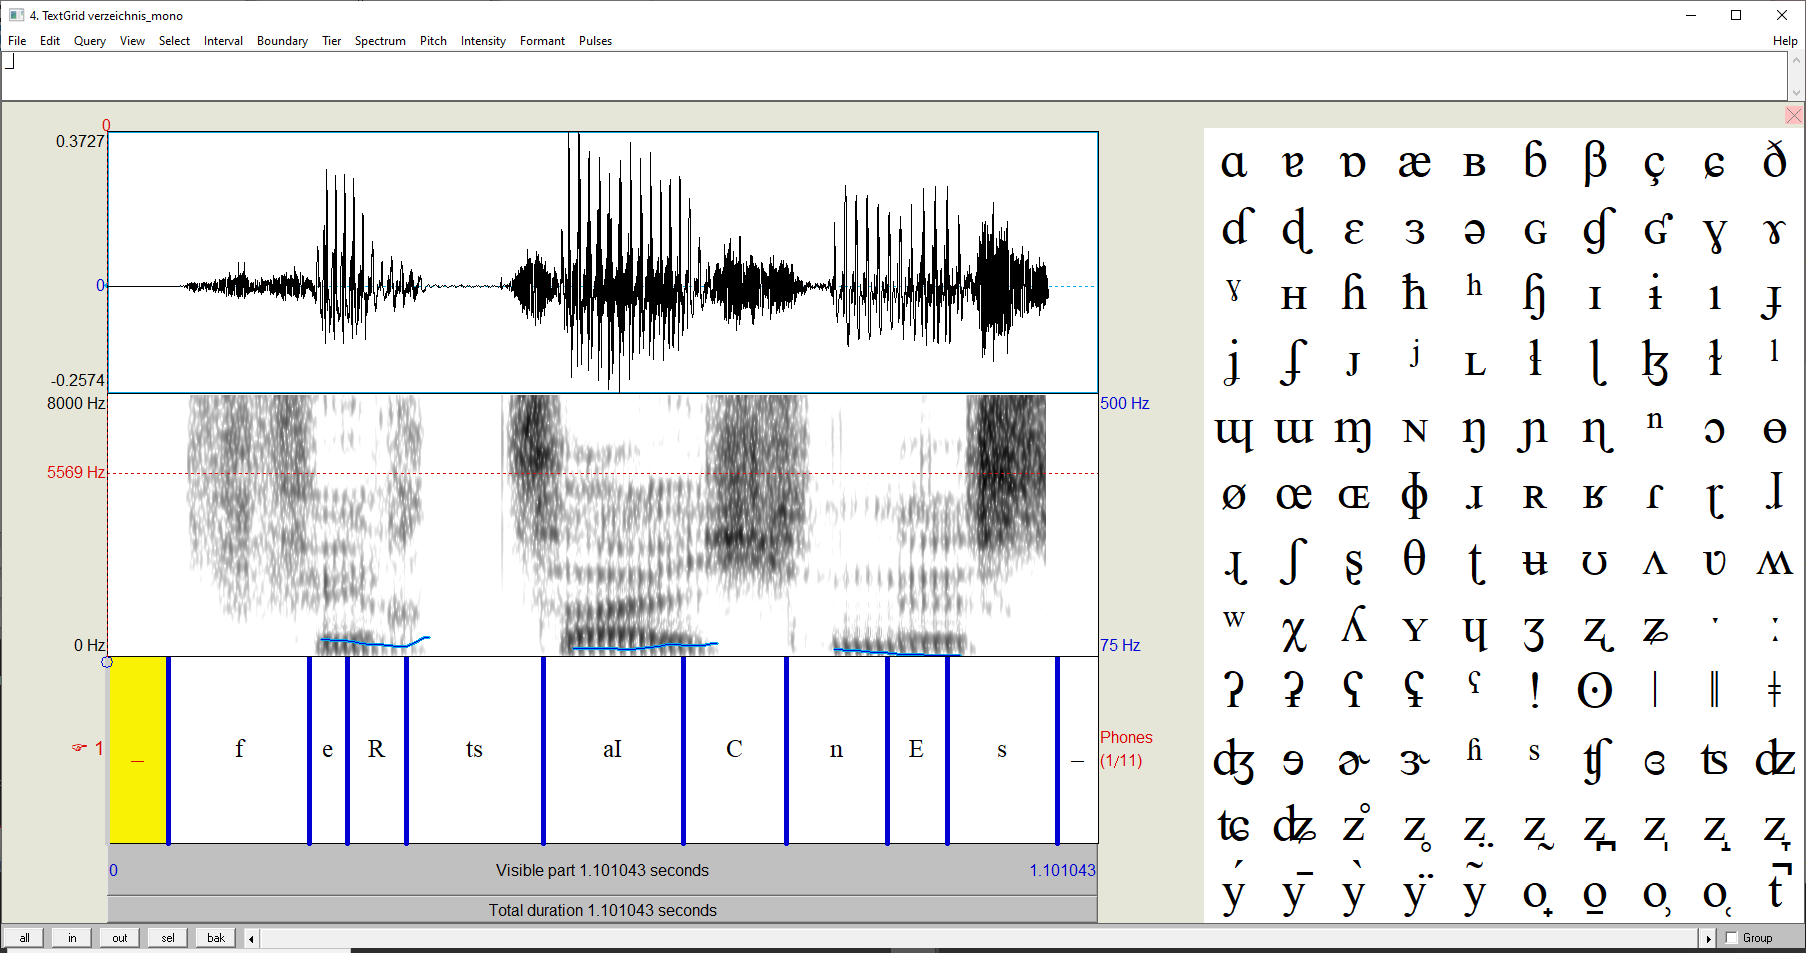 4. TextGrid verzeichnis_mono
File Edit Query View Select Interval Boundary Tier Spectrum Pitch Intensity Formant Pulses Help
0
0.3727
0
-0.2574
8000 Hz 500 Hz
5569 Hz
0 Hz 75 Hz
☞ 1 _ f e R ts aI C n E s _ Phones
(1/11)
0 Visible part 1.101043 seconds 1.101043
Total duration 1.101043 seconds
all in out sel bak Group
ɑ ɐ ɒ æ ʙ ɓ β ç ɕ ð
ɗ ɖ ɛ ɜ ə ɢ ɠ ʛ ɣ ɤ
ˠ ʜ ɦ ħ ʰ ɧ ɪ ɨ ı ɟ
ʝ ʄ ᴊ ʲ ʟ ɫ ɭ ɮ ɬ ˡ
ɰ ɯ ɱ ɴ ŋ ɲ ɳ ⁿ ɔ ɵ
ø œ ɶ ɸ ɹ ʀ ʁ ɾ ɽ ɺ
ɻ ʃ ʂ θ ʈ ʉ ʊ ʌ ʋ ʍ
ʷ χ ʎ ʏ ɥ ʒ ʐ ʑ ˑ ː
ʔ ʡ ʕ ʢ ˤ ! ʘ ǀ ǁ ǂ
ʤ ɘ ɚ ɝ ʱ s ʧ ɞ ʦ ʣ
ʨ ʥ z̊ z̥ z̤ z̰ z̺ z̩ z̟ z̞
ý ȳ ỳ ÿ ỹ o̟ o̠ o̹ o̜ t̚